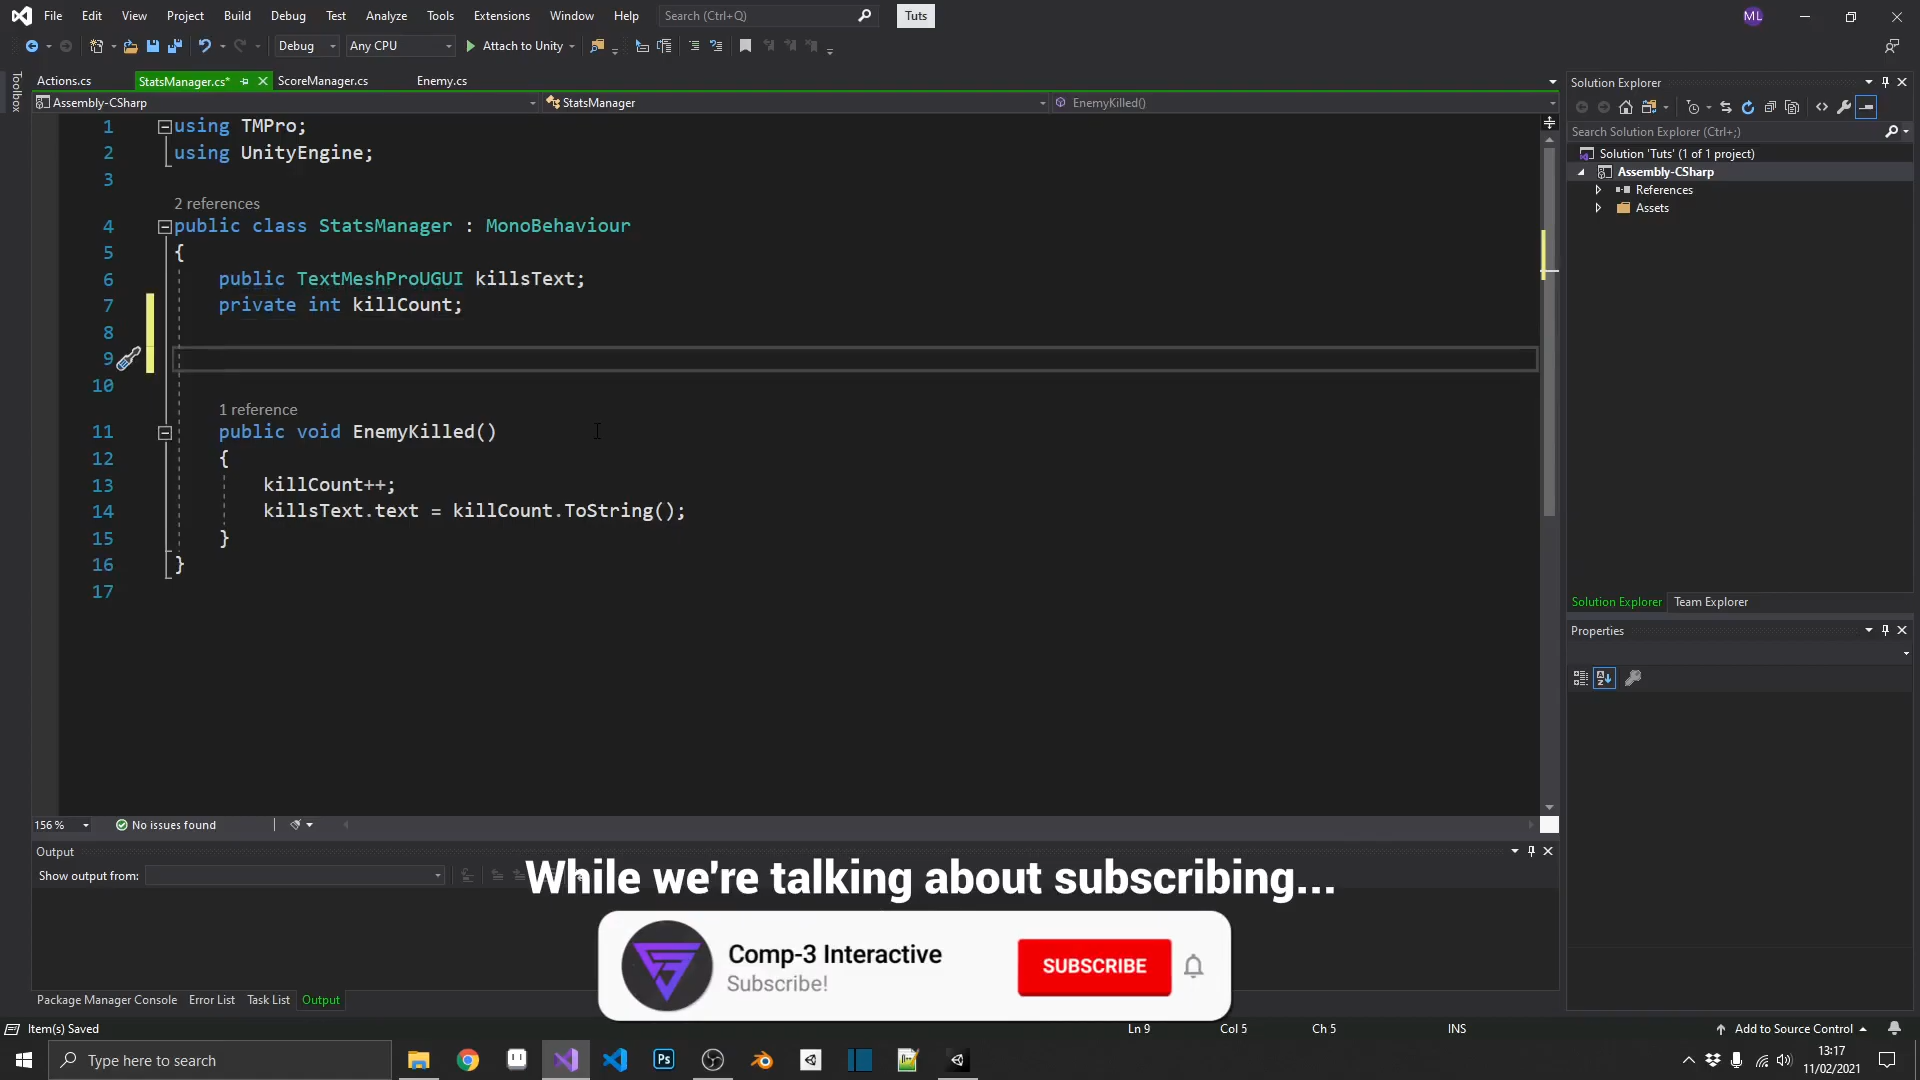 File Edit View Project Build Debug Test Analyze Tools Extensions Window Help Search (Ctrl+Q) Tuts ML
Debug Any CPU Attach to Unity
Toolbox
Actions.cs StatsManager.cs* ScoreManager.cs Enemy.cs
Assembly-CSharp StatsManager EnemyKilled()
1 using TMPro;
2 using UnityEngine;
3
2 references
4 public class StatsManager : MonoBehaviour
5 {
6 public TextMeshProUGUI killsText;
7 private int killCount;
8
9
10
1 reference
11 public void EnemyKilled()
12 {
13 killCount++;
14 killsText.text = killCount.ToString();
15 }
16 }
17
156 % No issues found
Output
Show output from:
Package Manager Console Error List Task List Output
Solution Explorer
Search Solution Explorer (Ctrl+;)
Solution 'Tuts' (1 of 1 project)
Assembly-CSharp
References
Assets
Solution Explorer Team Explorer
Properties
While we're talking about subscribing...
Comp-3 Interactive
Subscribe!
SUBSCRIBE
Item(s) Saved Ln 9 Col 5 Ch 5 INS Add to Source Control
Type here to search
Ps
13:17
11/02/2021